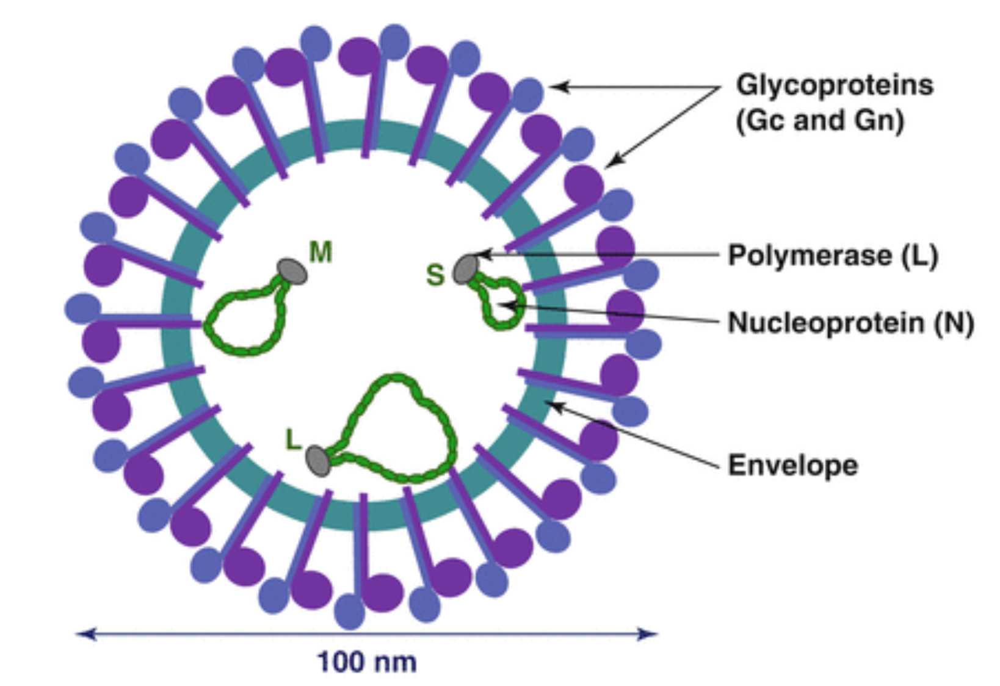 Glycoproteins
(Gc and Gn)
M
Polymerase (L)
S
Nucleoprotein (N)
L
Envelope
100 nm